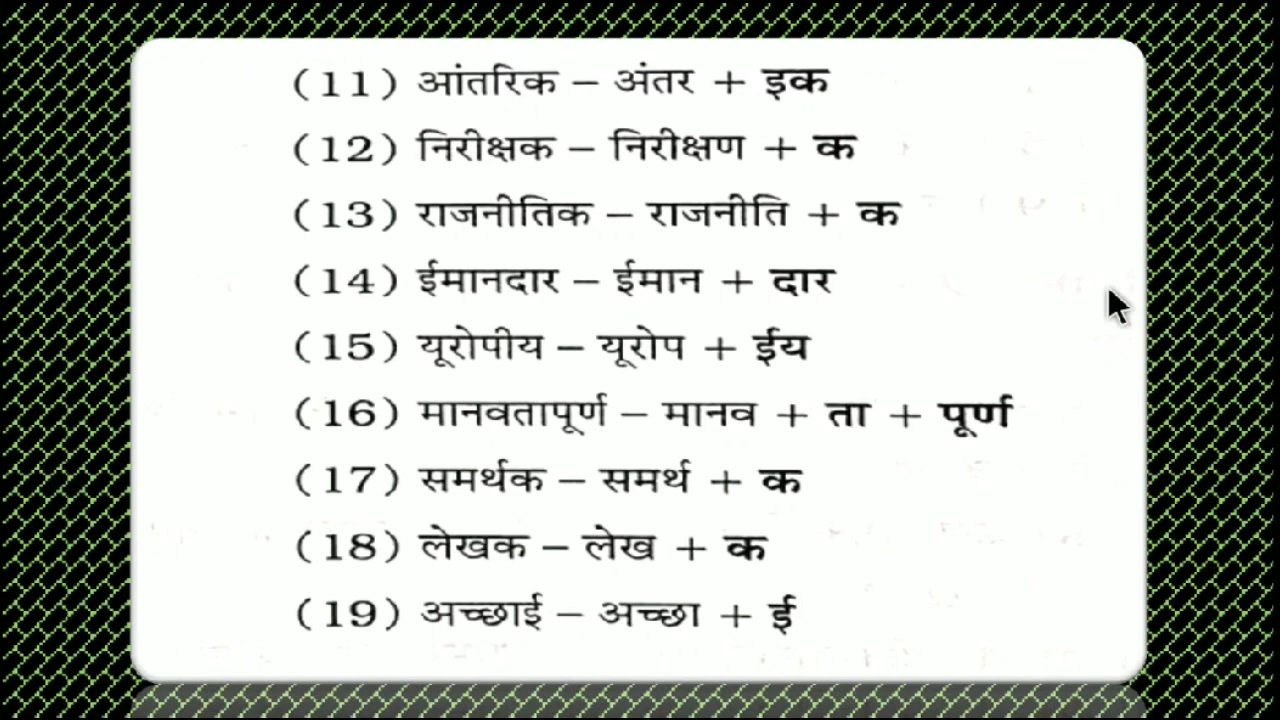 (11) आंतरिक – अंतर + इक
(12) निरीक्षक – निरीक्षण + क
(13) राजनीतिक – राजनीति + क
(14) ईमानदार – ईमान + दार
(15) यूरोपीय – यूरोप + ईय
(16) मानवतापूर्ण – मानव + ता + पूर्ण
(17) समर्थक – समर्थ + क
(18) लेखक – लेख + क
(19) अच्छाई – अच्छा + ई